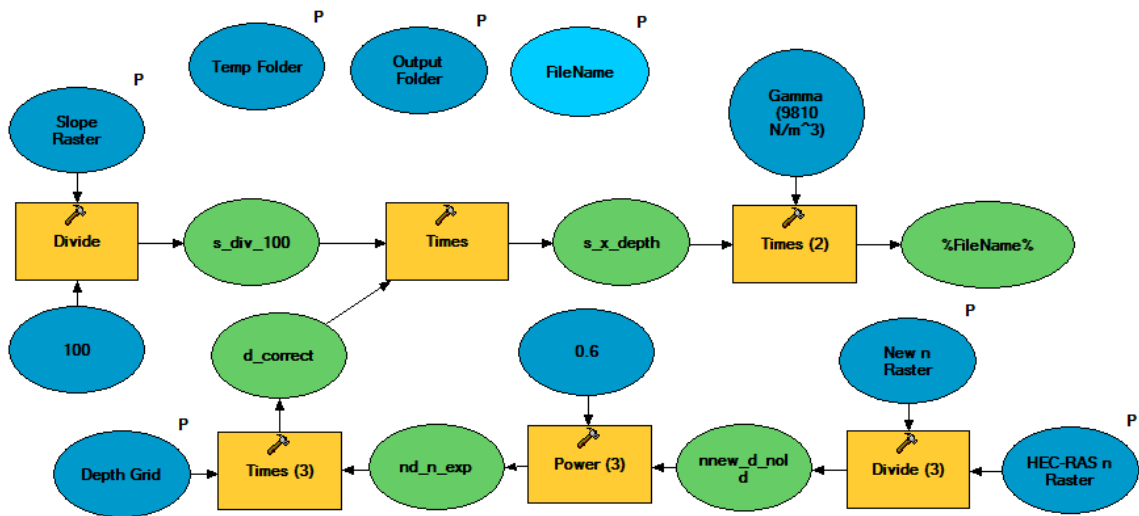 P
P
P
Temp Folder
Output
Folder
FileName
P
Slope
Raster
Gamma
(9810
N/m^3)
Divide
s_div_100
Times
s_x_depth
Times (2)
%FileName%
100
d_correct
0.6
P
New n
Raster
P
Depth Grid
Times (3)
nd_n_exp
Power (3)
nnew_d_nol
d
Divide (3)
P
HEC-RAS n
Raster